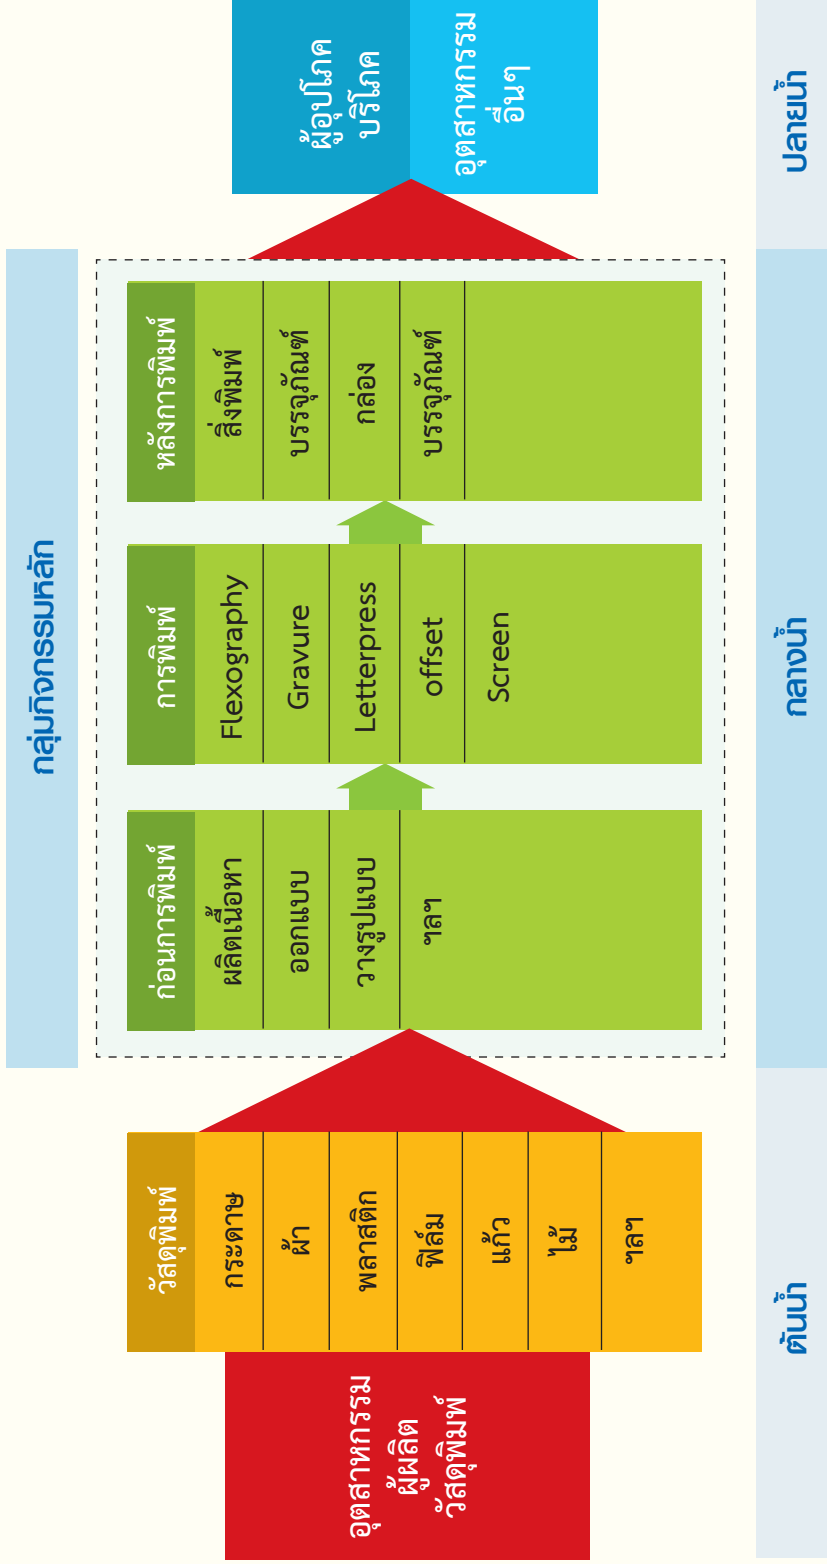 กลุ่มกิจกรรมหลัก
อุตสาหกรรม
ผู้ผลิต
วัสดุพิมพ์
วัสดุพิมพ์
กระดาษ
ผ้า
พลาสติก
ฟิล์ม
แก้ว
ไม้
ฯลฯ
ก่อนการพิมพ์
ผลิตเนื้อหา
ออกแบบ
วางรูปแบบ
ฯลฯ
การพิมพ์
Flexography
Gravure
Letterpress
offset
Screen
หลังการพิมพ์
สิ่งพิมพ์
บรรจุภัณฑ์
กล่อง
บรรจุภัณฑ์
ผู้อุปโภค
บริโภค
อุตสาหกรรม
อื่นๆ
ต้นน้ำ
กลางน้ำ
ปลายน้ำ